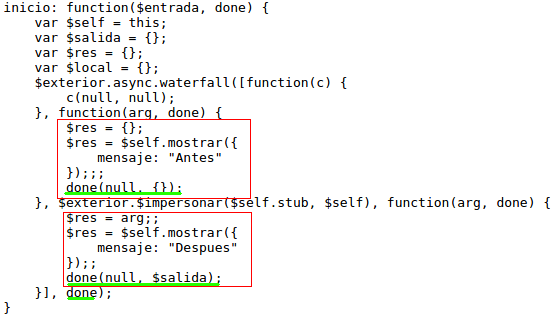 inicio: function($entrada, done) {
    var $self = this;
    var $salida = {};
    var $res = {};
    var $local = {};
    $exterior.async.waterfall([function(c) {
        c(null, null);
    }, function(arg, done) {
        $res = {};
        $res = $self.mostrar({
            mensaje: "Antes"
        });;;
        done(null, {});
    }, $exterior.$impersonar($self.stub, $self), function(arg, done) {
        $res = arg;;
        $res = $self.mostrar({
            mensaje: "Despues"
        });;
        done(null, $salida);
    }], done);
}